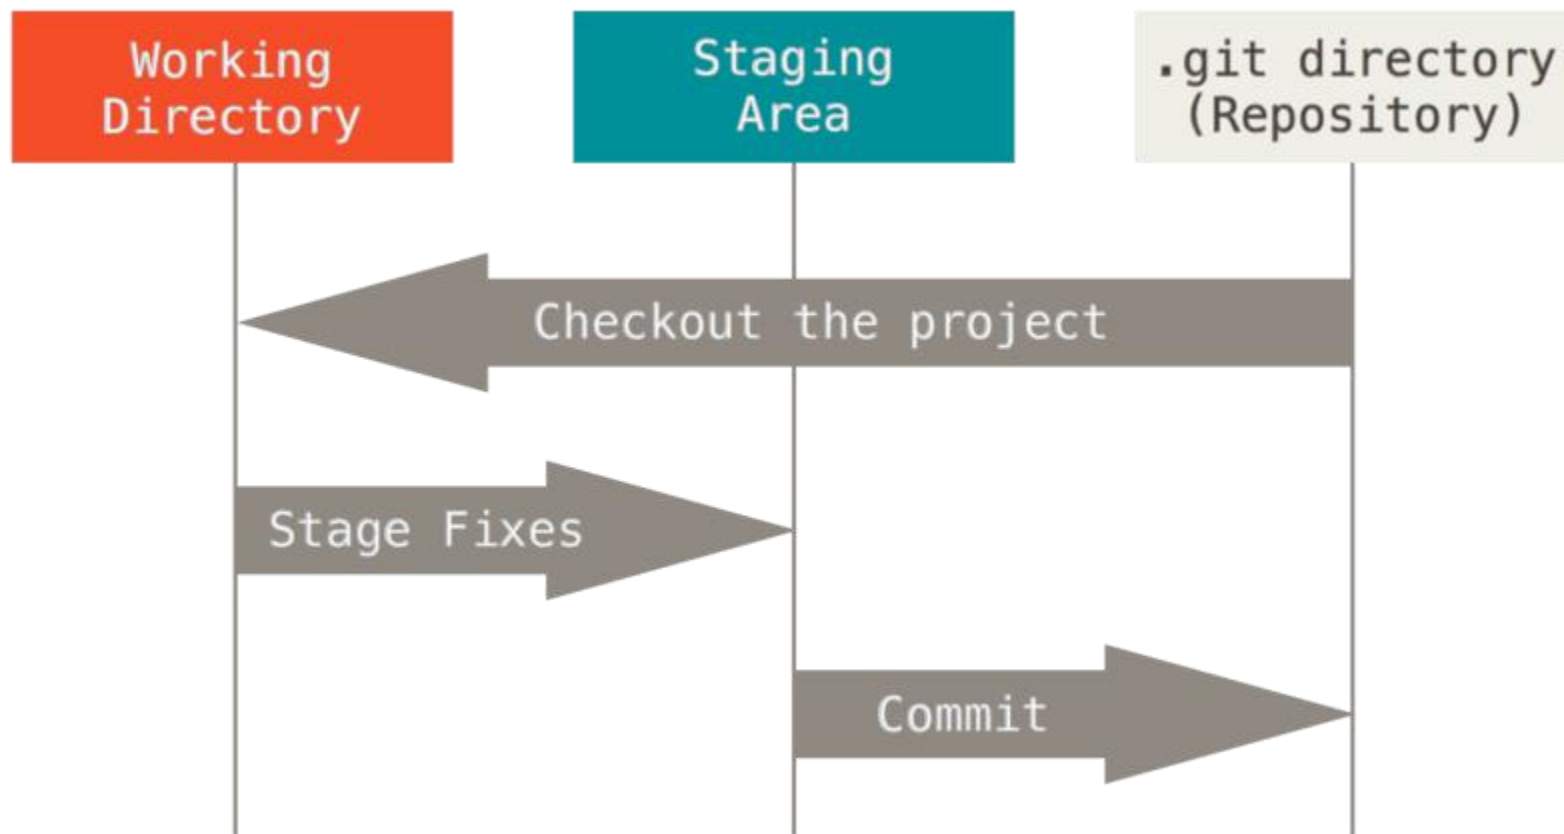 Working
Directory
Staging
Area
.git directory
(Repository)
Checkout the project
Stage Fixes
Commit